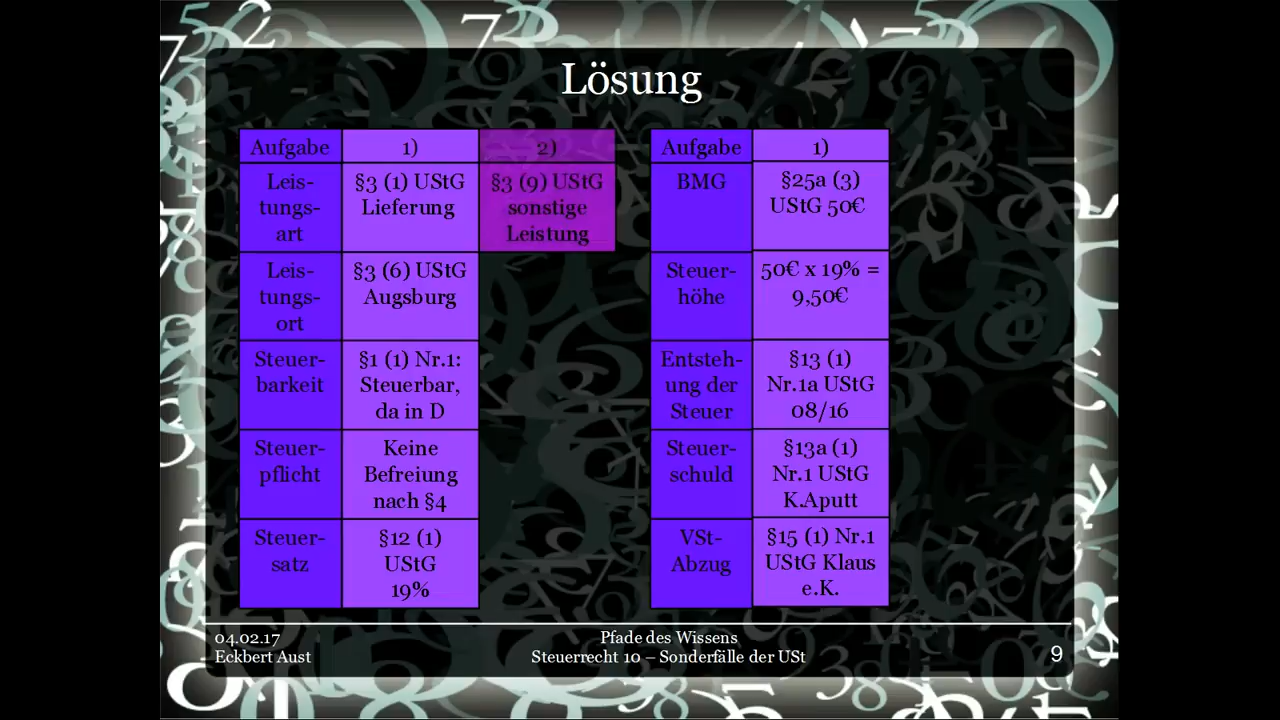 Lösung
Aufgabe 1) 2)
Leis-
tungs-
art
§3 (1) UStG
Lieferung
§3 (9) UStG
sonstige
Leistung
Leis-
tungs-
ort
§3 (6) UStG
Augsburg
Steuer-
barkeit
§1 (1) Nr.1:
Steuerbar,
da in D
Steuer-
pflicht
Keine
Befreiung
nach §4
Steuer-
satz
§12 (1)
UStG
19%
Aufgabe 1)
BMG
§25a (3)
UStG 50€
Steuer-
höhe
50€ x 19% =
9,50€
Entsteh-
ung der
Steuer
§13 (1)
Nr.1a UStG
08/16
Steuer-
schuld
§13a (1)
Nr.1 UStG
K.Aputt
VSt-
Abzug
§15 (1) Nr.1
UStG Klaus
e.K.
04.02.17
Eckbert Aust
Pfade des Wissens
Steuerrecht 10 – Sonderfälle der USt
9